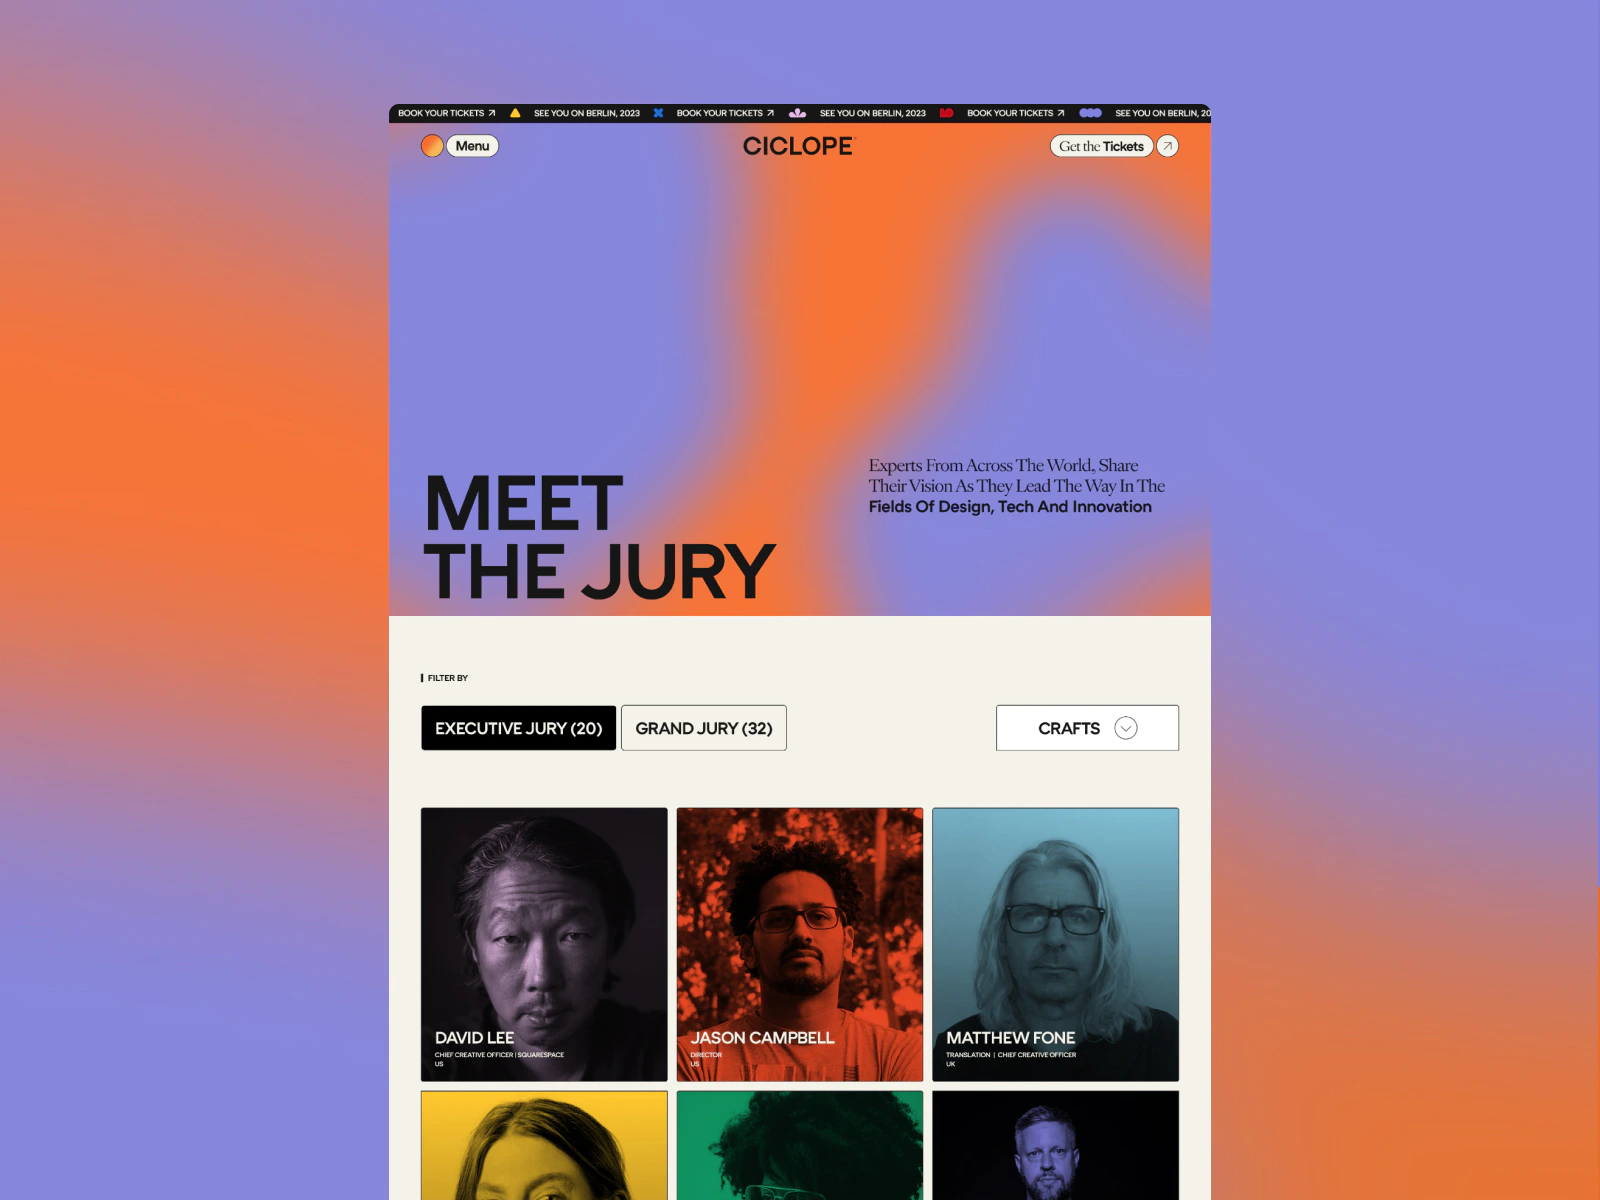 BOOK YOUR TICKETS ↗ SEE YOU ON BERLIN, 2023 BOOK YOUR TICKETS ↗ SEE YOU ON BERLIN, 2023 BOOK YOUR TICKETS ↗ SEE YOU ON BERLIN, 20
Menu
CICLOPE
Get the Tickets ↗
MEET
THE JURY
Experts From Across The World, Share
Their Vision As They Lead The Way In The
Fields Of Design, Tech And Innovation
FILTER BY
EXECUTIVE JURY (20)
GRAND JURY (32)
CRAFTS
DAVID LEE
CHIEF CREATIVE OFFICER | SQUARESPACE
US
JASON CAMPBELL
DIRECTOR
US
MATTHEW FONE
TRANSLATION | CHIEF CREATIVE OFFICER
UK